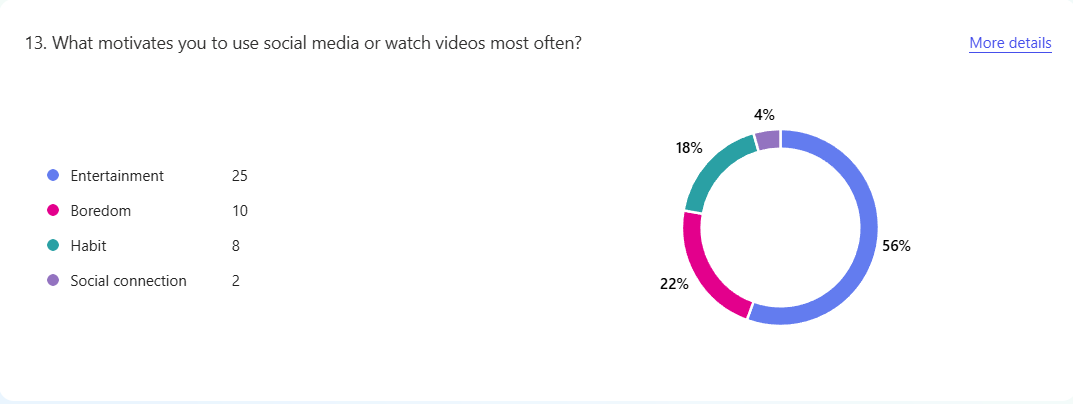 13. What motivates you to use social media or watch videos most often?
More details
Entertainment 25
Boredom 10
Habit 8
Social connection 2
4%
18%
56%
22%